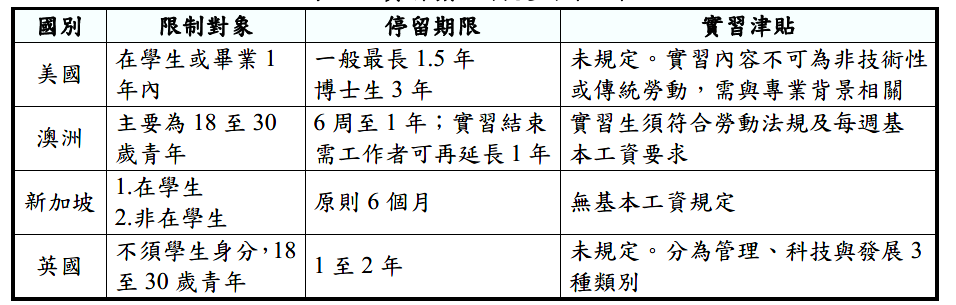 國別 限制對象 停留期限 實習津貼
美國 在學生或畢業1年內 一般最長1.5年 博士生3年 未規定。實習內容不可為非技術性或傳統勞動，需與專業背景相關
澳洲 主要為18至30歲青年 6周至1年；實習結束需工作者可再延長1年 實習生須符合勞動法規及每週基本工資要求
新加坡 1.在學生 2.非在學生 原則6個月 無基本工資規定
英國 不須學生身分，18至30歲青年 1至2年 未規定。分為管理、科技與發展3種類別